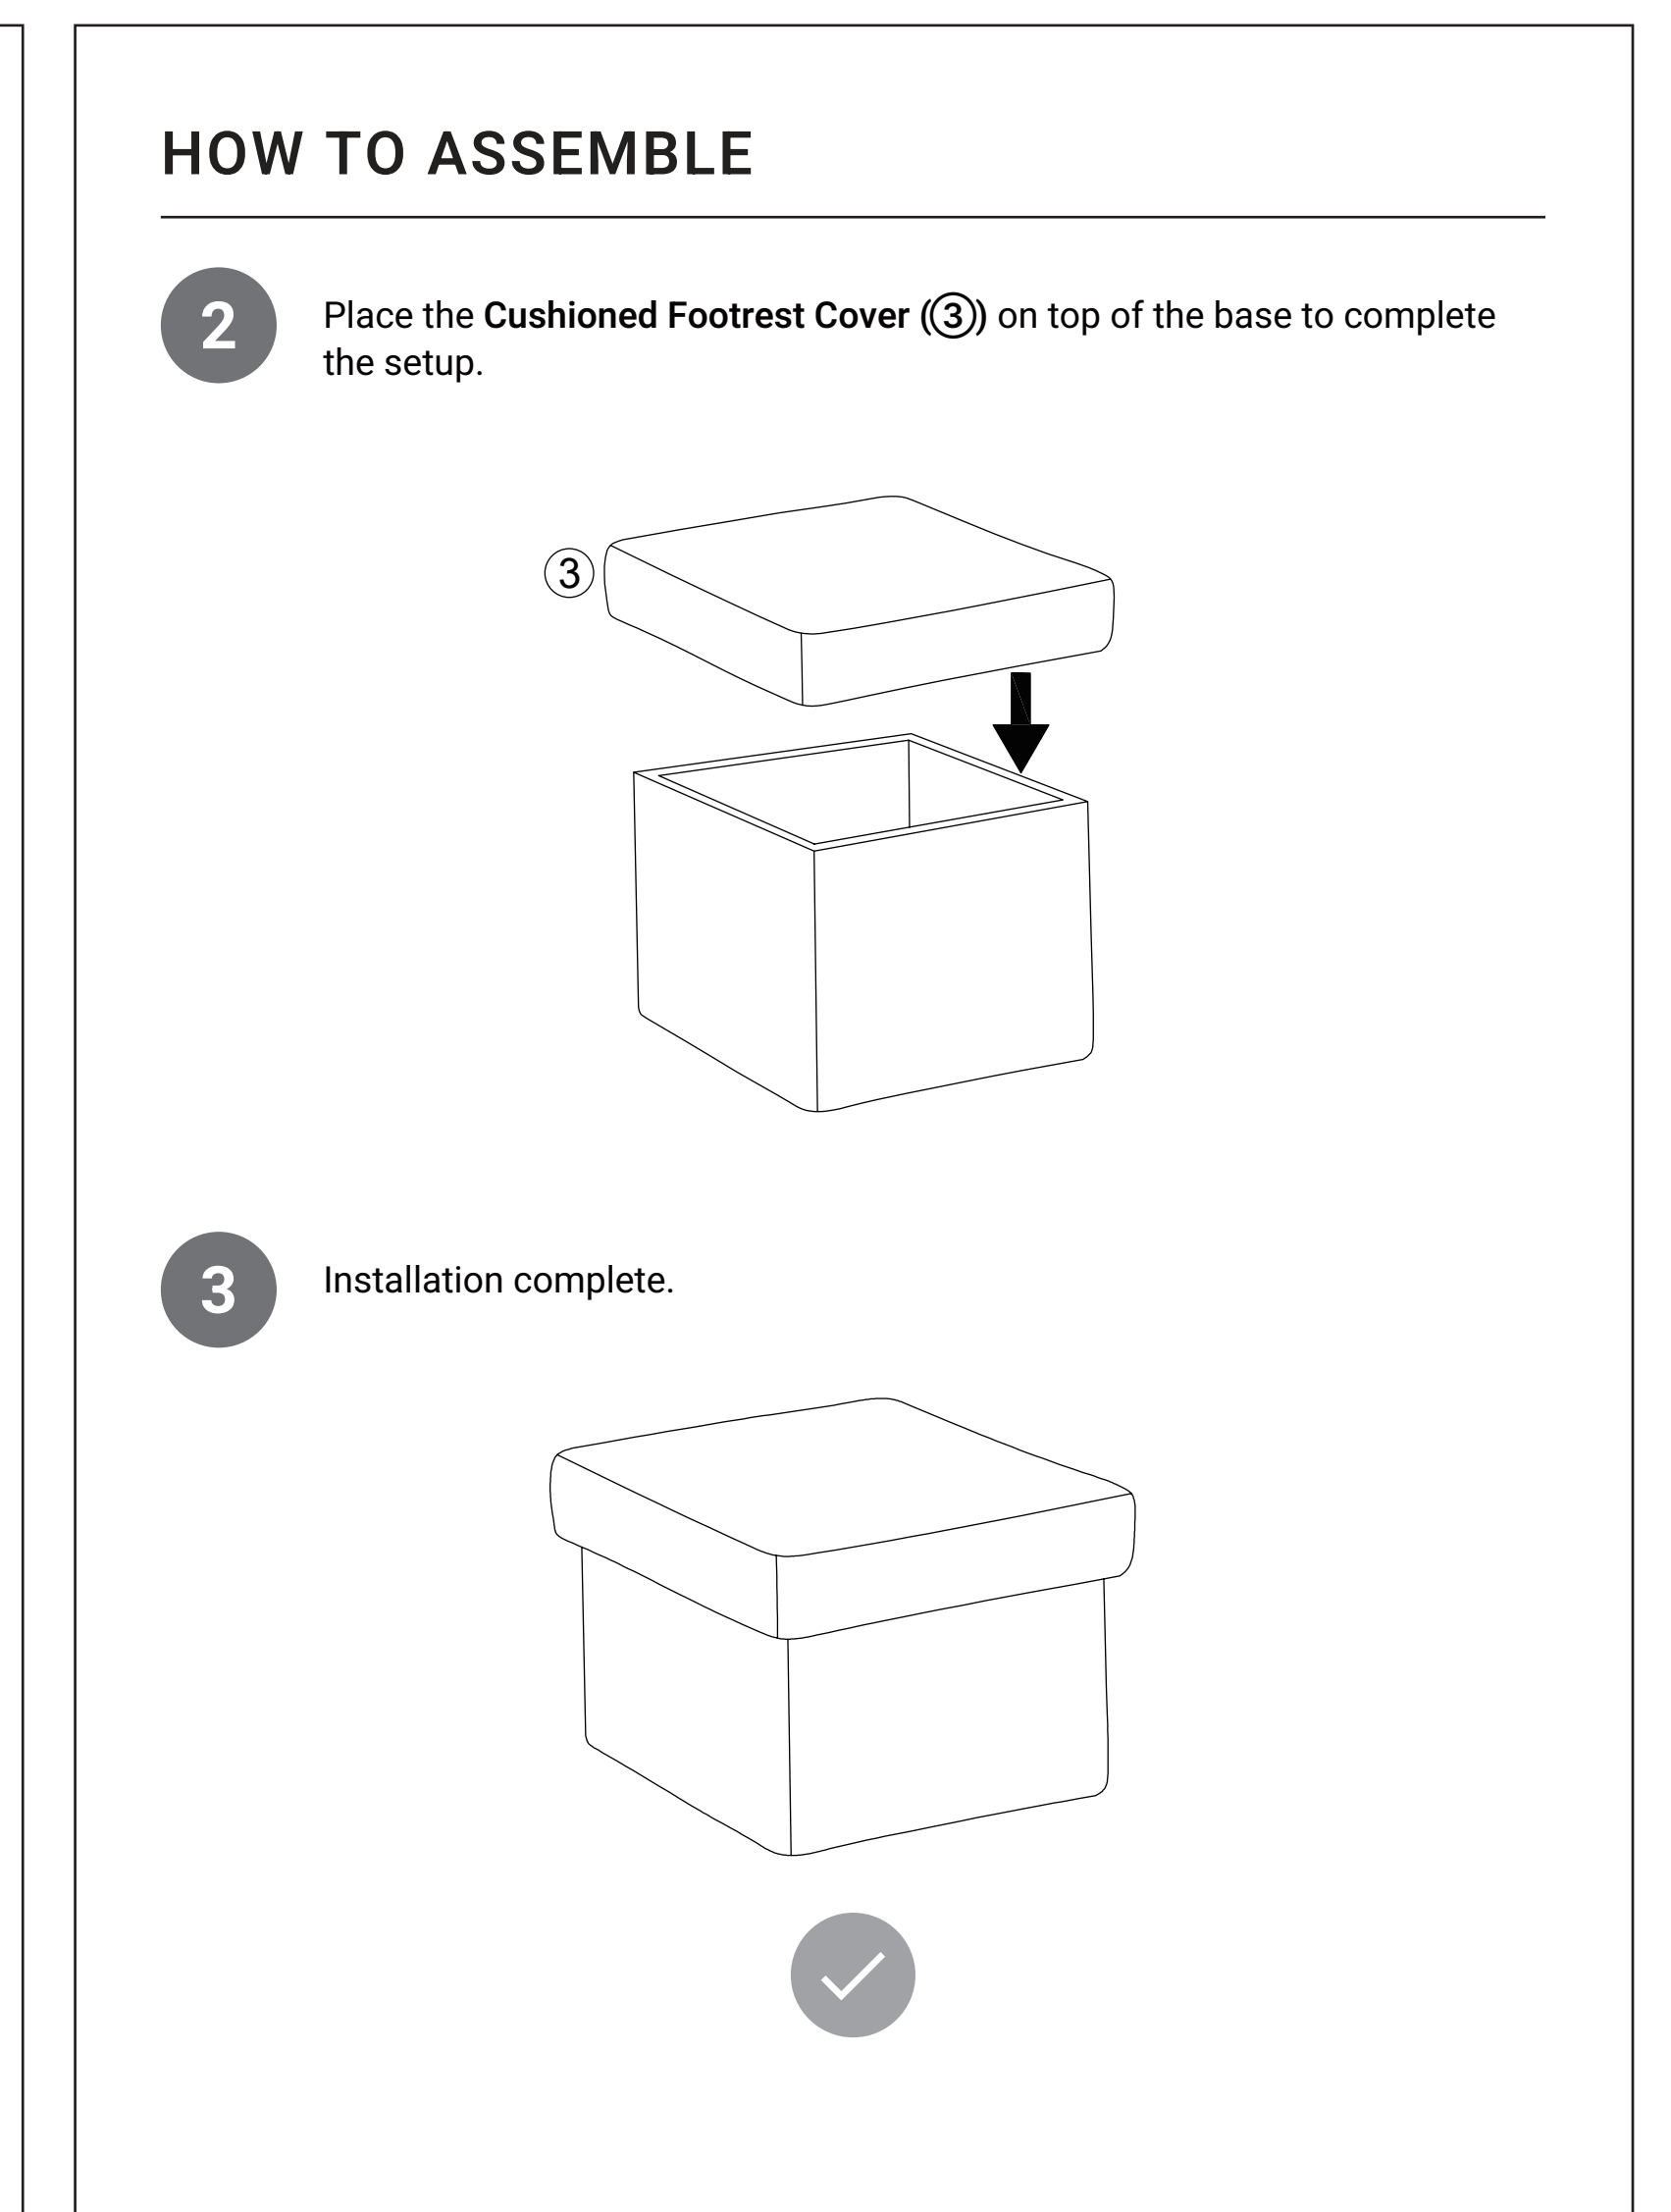 HOW TO ASSEMBLE
2
Place the Cushioned Footrest Cover (③) on top of the base to complete
the setup.
③
3
Installation complete.